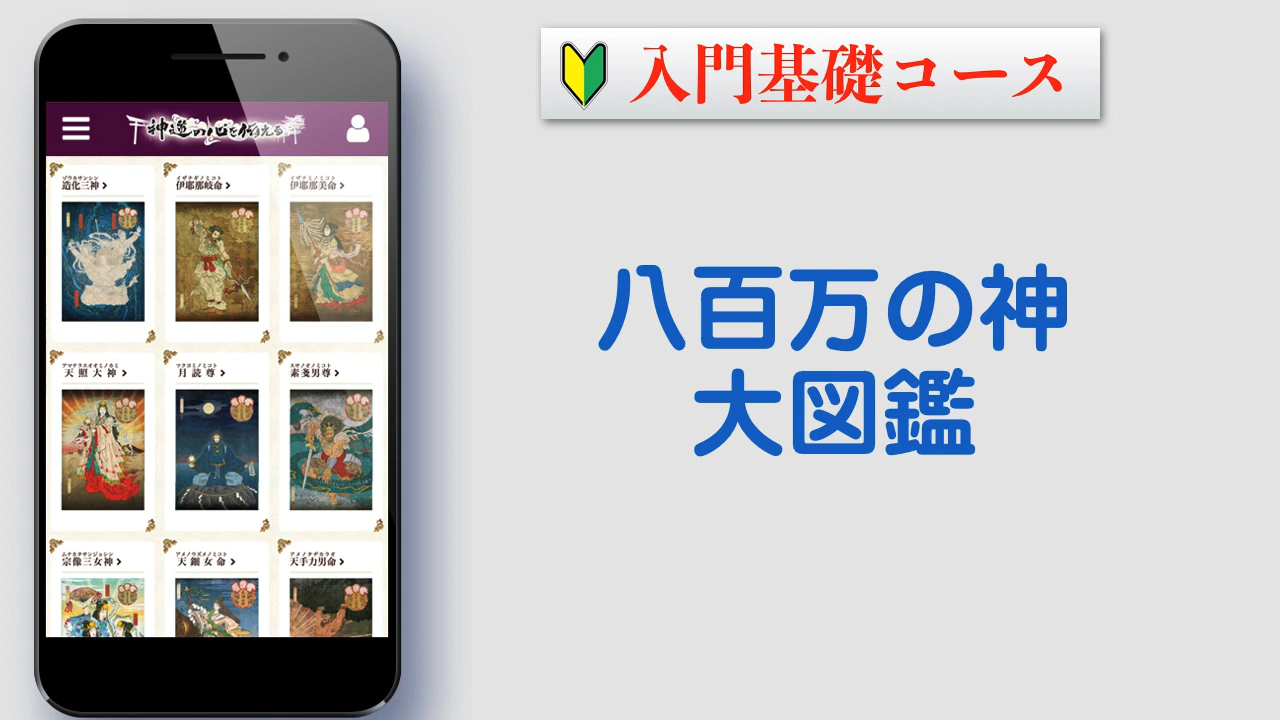 入門基礎コース
八百万の神
大図鑑
神道の心を伝える
ゾウカサンシン
造化三神
イザナギノミコト
伊耶那岐命
イザナミノミコト
伊耶那美命
アマテラスオオミノカミ
天照大神
ツクヨミノミコト
月読尊
スサノオノミコト
素戔男尊
ムナカタサンジョシン
宗像三女神
アメノウズメノミコト
天鈿女命
アメノタヂカラオ
天手力男命